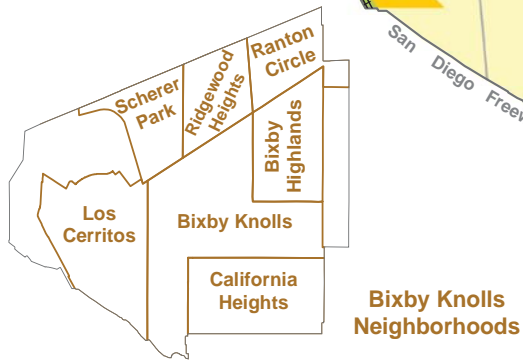 San Diego Freew
Ranton
Circle
Ridgewood
Heights
Scherer
Park
Bixby
Highlands
Los
Cerritos
Bixby Knolls
California
Heights
Bixby Knolls
Neighborhoods